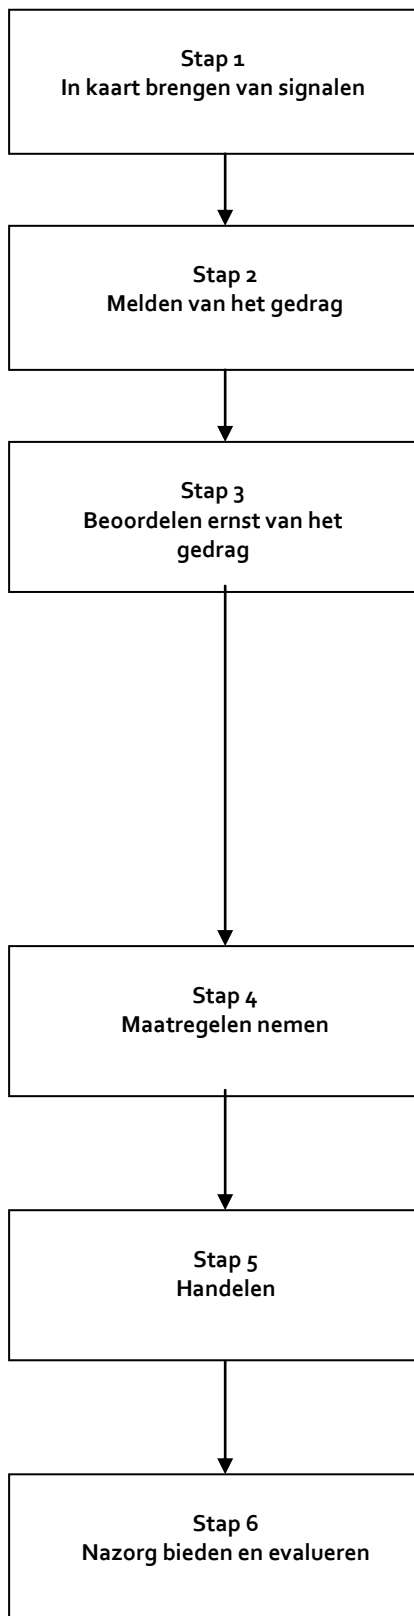 Stap 1
In kaart brengen van signalen
Stap 2
Melden van het gedrag
Stap 3
Beoordelen ernst van het
gedrag
Stap 4
Maatregelen nemen
Stap 5
Handelen
Stap 6
Nazorg bieden en evalueren